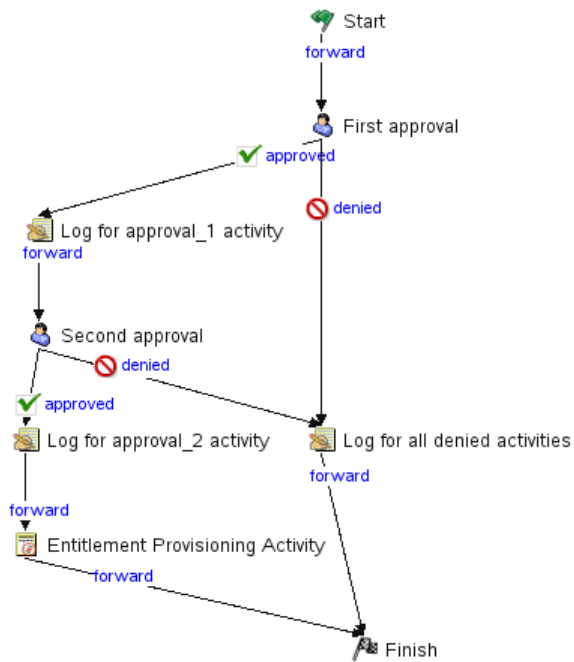 Start
forward
First approval
approved
denied
Log for approval_1 activity
forward
Second approval
denied
approved
Log for approval_2 activity
Log for all denied activities
forward
forward
Entitlement Provisioning Activity
forward
Finish